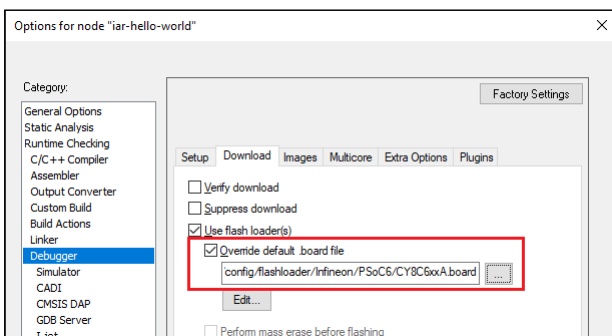 Options for node "iar-hello-world"
Category:
Factory Settings
General Options
Static Analysis
Runtime Checking
C/C++ Compiler
Assembler
Output Converter
Custom Build
Build Actions
Linker
Debugger
Simulator
CADI
CMSIS DAP
GDB Server
Setup
Download
Images
Multicore
Extra Options
Plugins
Verify download
Suppress download
Use flash loader(s)
Override default .board file
config/flashloader/Infineon/PSoC6/CY8C6xxA.board
...
Edit...
Perform mass erase before flashing